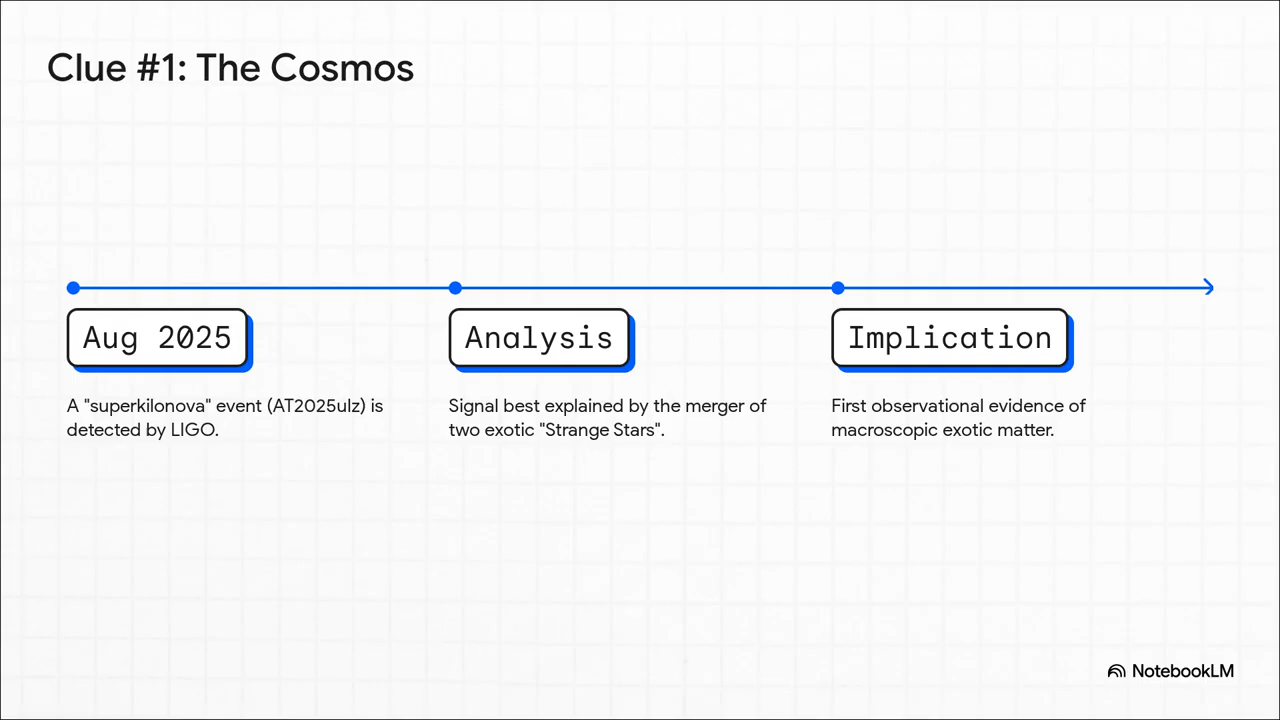 Clue #1: The Cosmos
Aug 2025
A "superkilonova" event (AT2025ulz) is
detected by LIGO.
Analysis
Signal best explained by the merger of
two exotic "Strange Stars".
Implication
First observational evidence of
macroscopic exotic matter.
NotebookLM